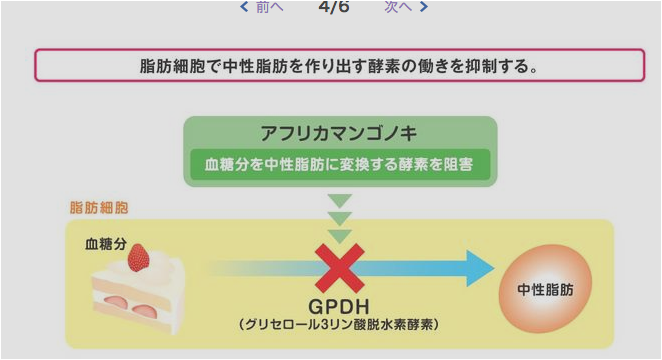 前へ 4/6 次へ
脂肪細胞で中性脂肪を作り出す酵素の働きを抑制する。
アフリカマンゴノキ
血糖分を中性脂肪に変換する酵素を阻害
脂肪細胞
血糖分
中性脂肪
GPDH
(グリセロール3リン酸脱水素酵素)